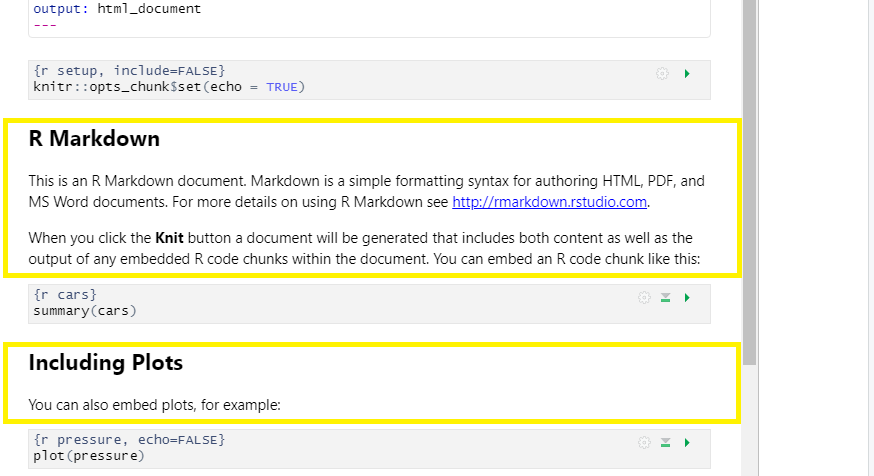 output: html_document
---
{r setup, include=FALSE}
knitr::opts_chunk$set(echo = TRUE)
R Markdown
This is an R Markdown document. Markdown is a simple formatting syntax for authoring HTML, PDF, and
MS Word documents. For more details on using R Markdown see http://rmarkdown.rstudio.com.
When you click the Knit button a document will be generated that includes both content as well as the
output of any embedded R code chunks within the document. You can embed an R code chunk like this:
{r cars}
summary(cars)
Including Plots
You can also embed plots, for example:
{r pressure, echo=FALSE}
plot(pressure)